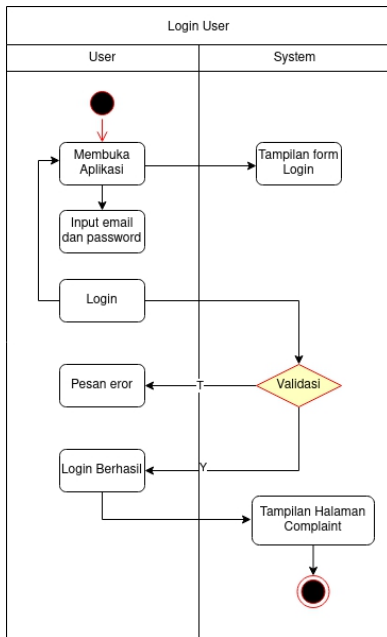 Login User
User
System
Membuka
Aplikasi
Tampilan form
Login
Input email
dan password
Login
Pesan eror
T
Validasi
Login Berhasil
Y
Tampilan Halaman
Complaint